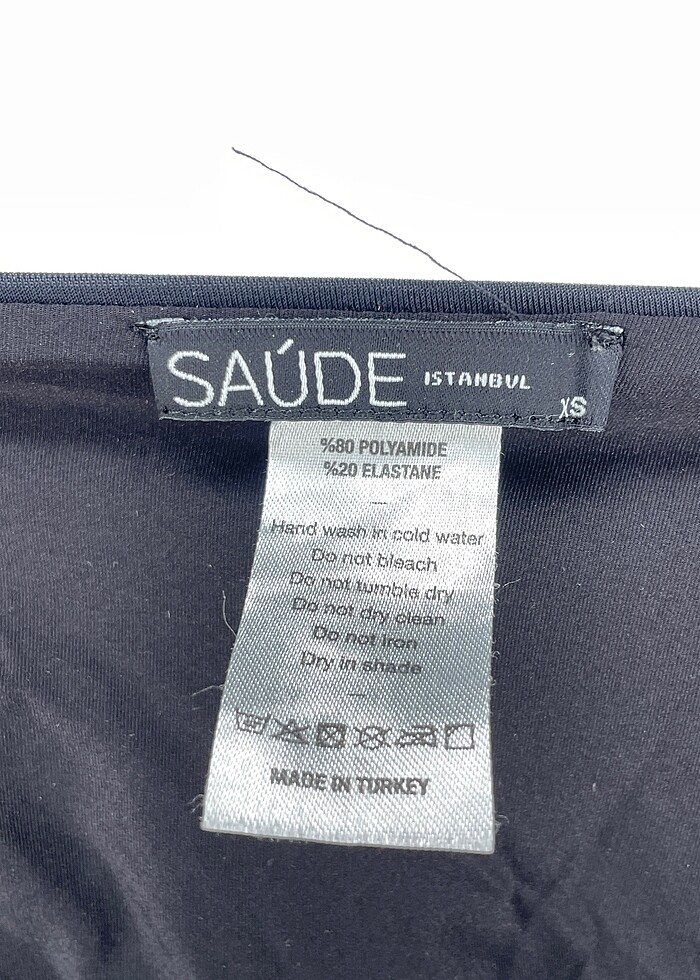 SAÚDE ISTANBUL
XS
%80 POLYAMIDE
%20 ELASTANE
—
Hand wash in cold water
Do not bleach
Do not tumble dry
Do not dry clean
Do not Iron
Dry in shade
—
MADE IN TURKEY